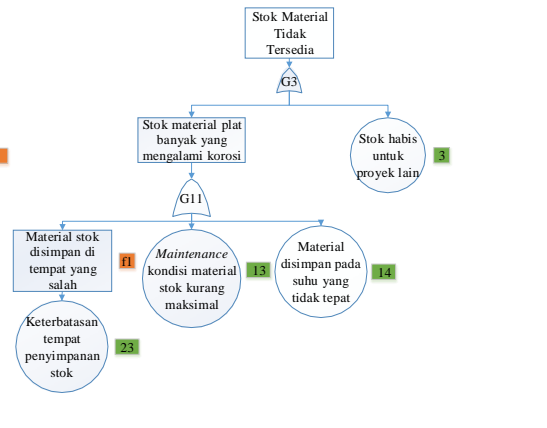 Stok Material
Tidak
Tersedia
G3
Stok material plat
banyak yang
mengalami korosi
Stok habis
untuk
proyek lain
3
G11
Material stok
disimpan di
tempat yang
salah
f1
Maintenance
kondisi material
stok kurang
maksimal
13
Material
disimpan pada
suhu yang
tidak tepat
14
Keterbatasan
tempat
penyimpanan
stok
23